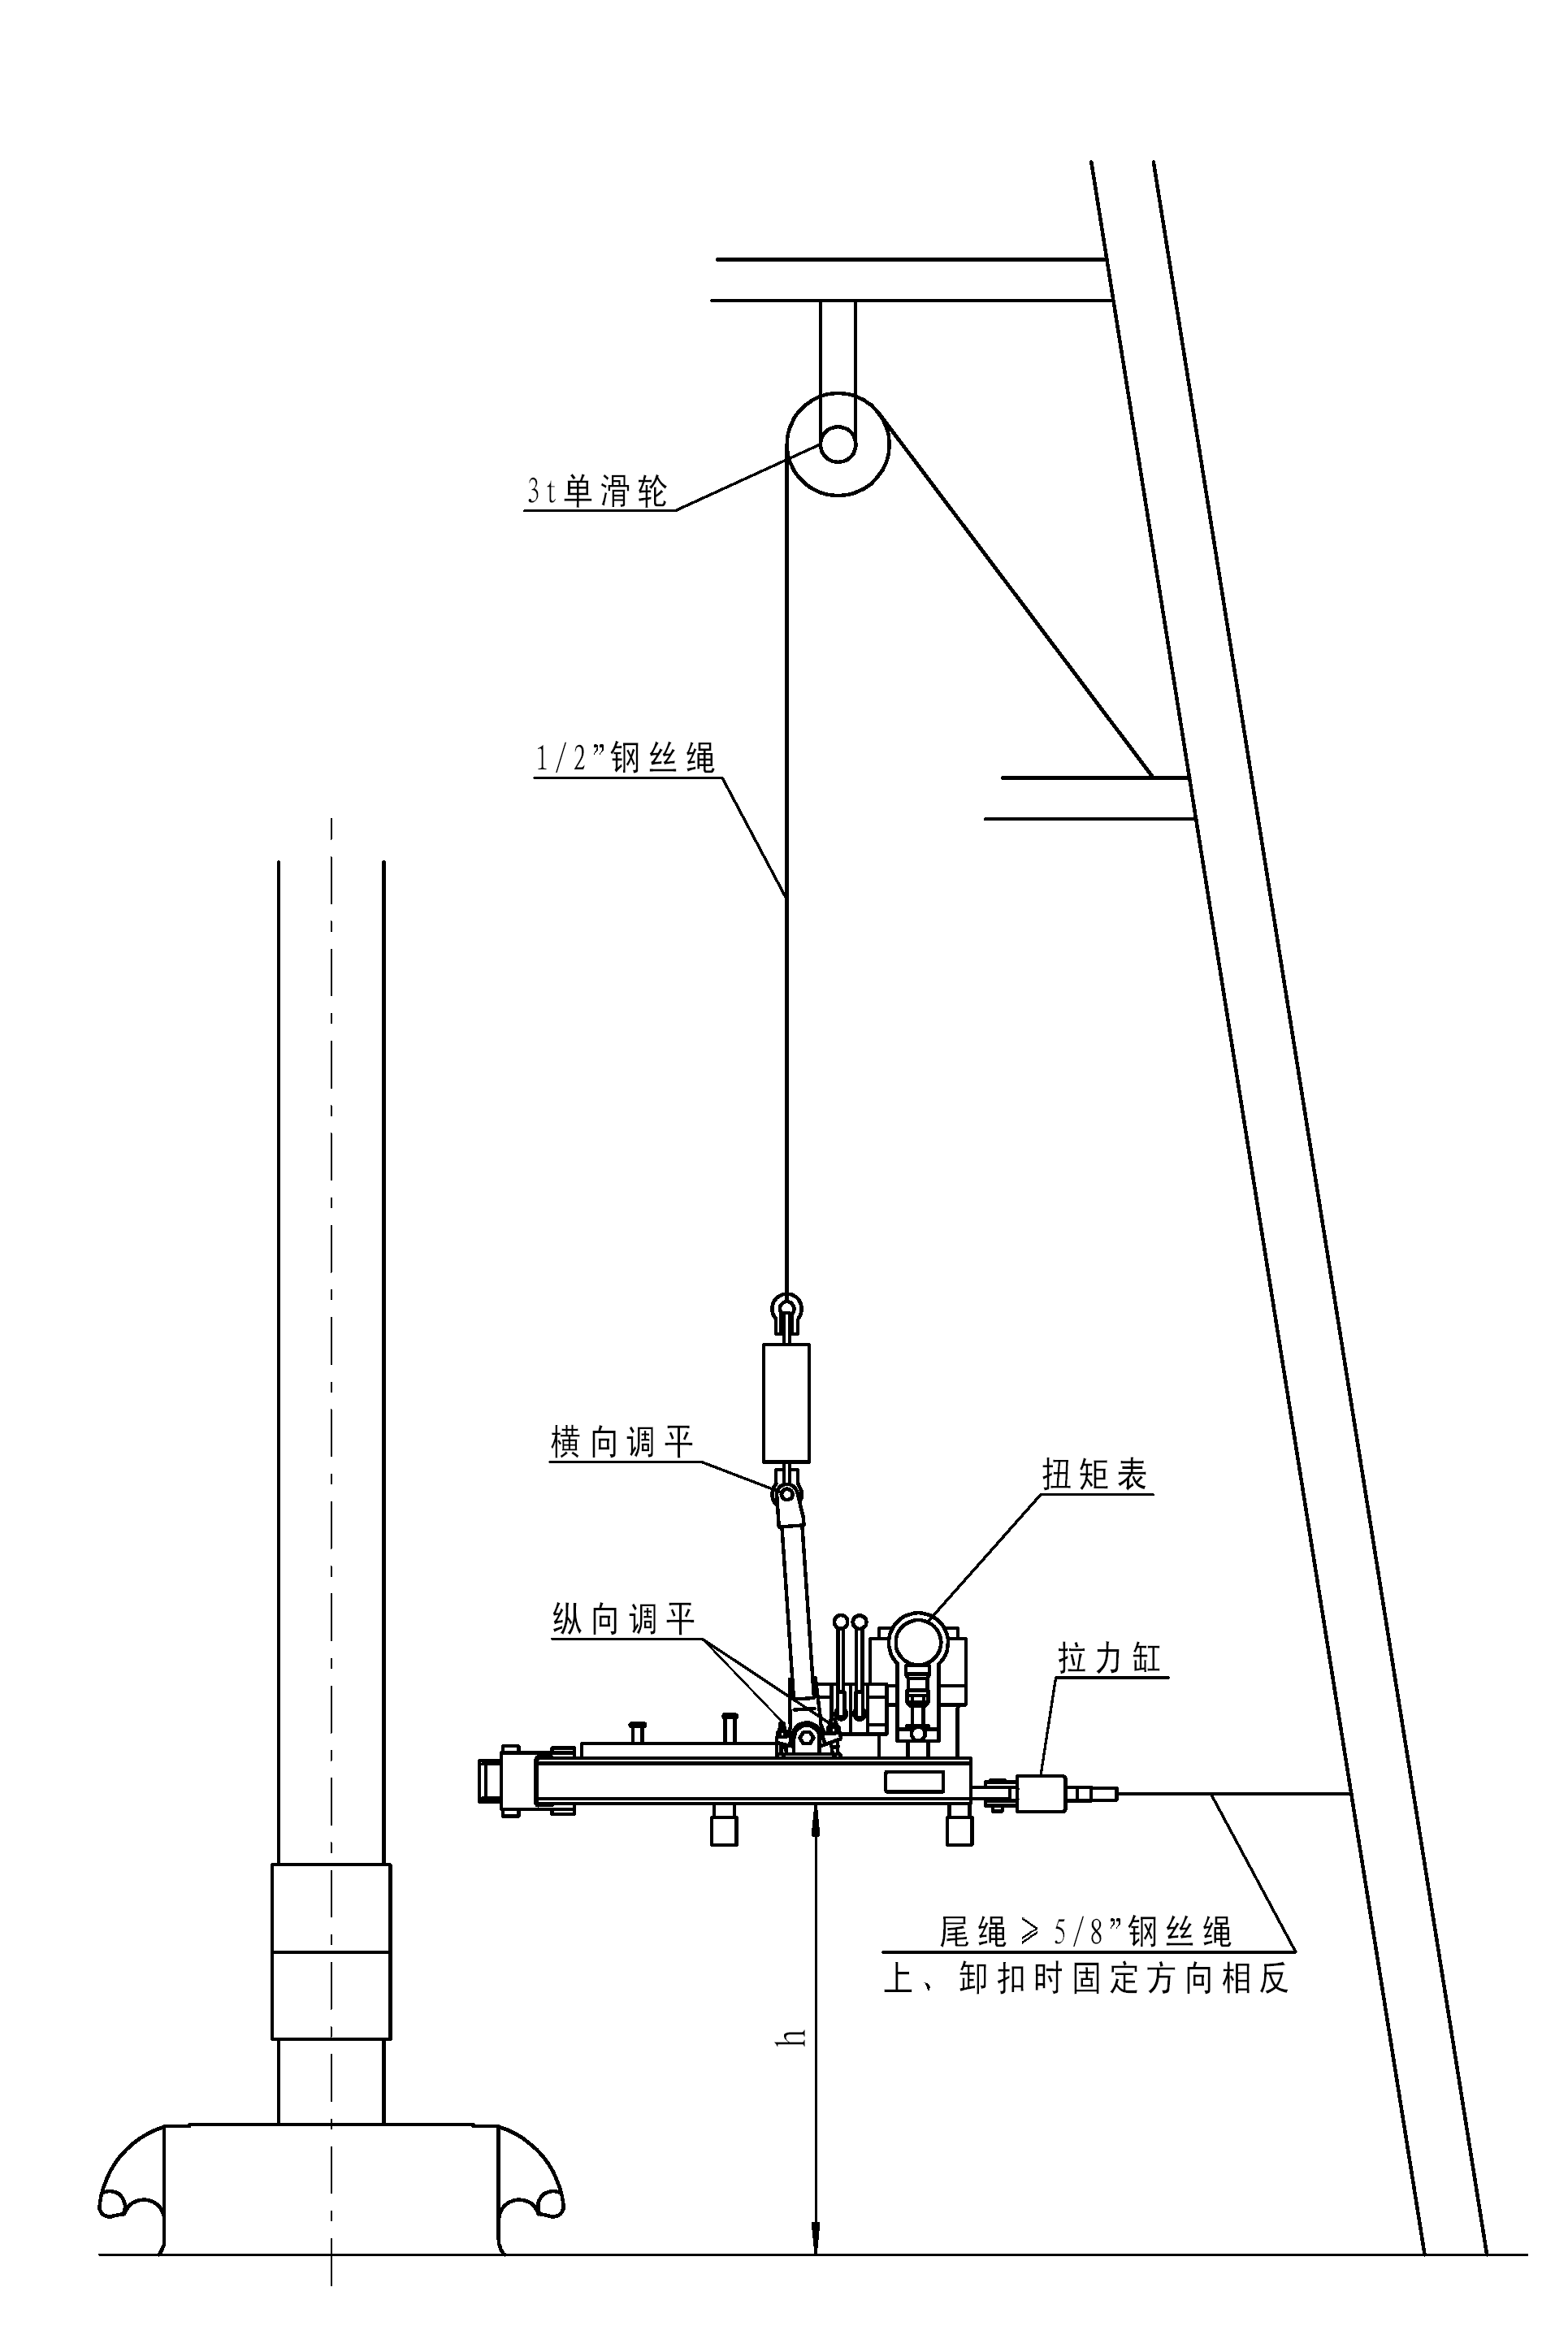 3t单滑轮
1/2”钢丝绳
横向调平
扭矩表
纵向调平
拉力缸
尾绳≥5/8”钢丝绳
上、卸扣时固定方向相反
h